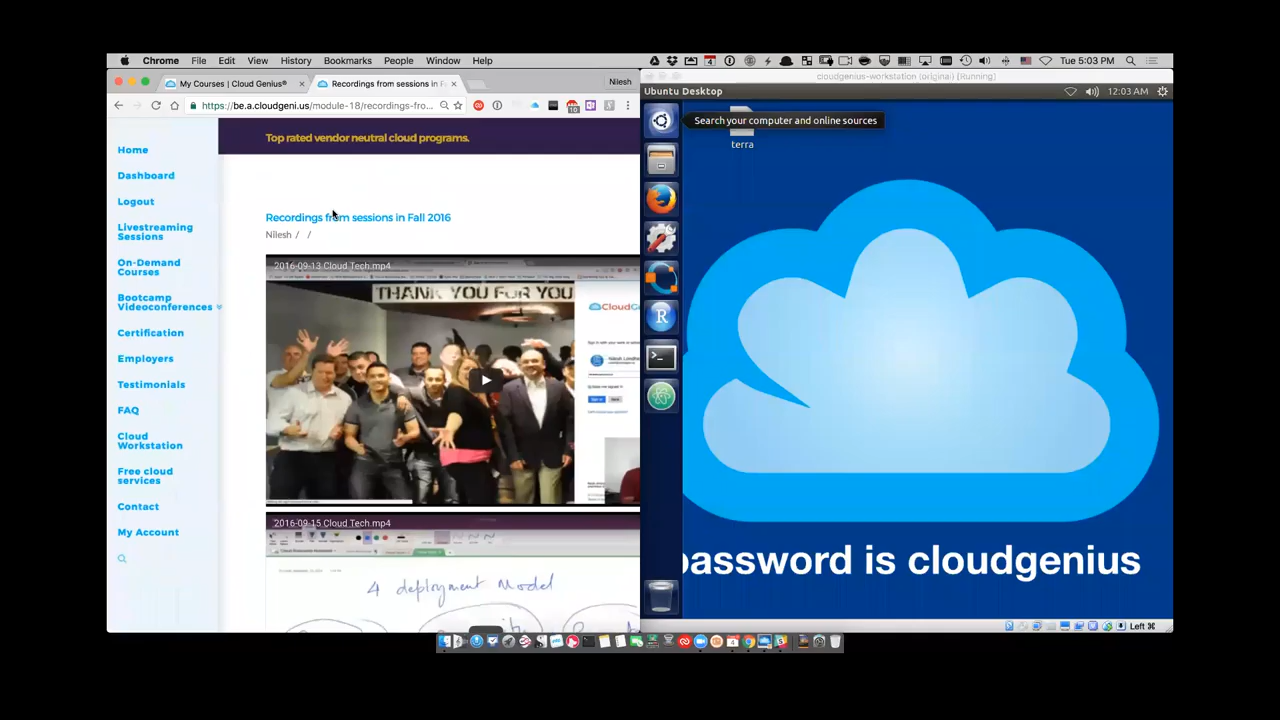 Chrome File Edit View History Bookmarks People Window Help
Tue 5:03 PM
My Courses | Cloud Genius®
Recordings from sessions in F
Nilesh
https://be.a.cloudgeni.us/module-18/recordings-fro...
Home
Dashboard
Logout
Livestreaming
Sessions
On-Demand
Courses
Bootcamp
Videoconferences
Certification
Employers
Testimonials
FAQ
Cloud
Workstation
Free cloud
services
Contact
My Account
Top rated vendor neutral cloud programs.
Recordings from sessions in Fall 2016
Nilesh / /
2016-09-13 Cloud Tech.mp4
THANK YOU FOR YOU
CloudGe
2016-09-15 Cloud Tech.mp4
4 deployment Model
cloudgenius-workstation (original) [Running]
Ubuntu Desktop
12:03 AM
Search your computer and online sources
terra
password is cloudgenius
Left ⌘